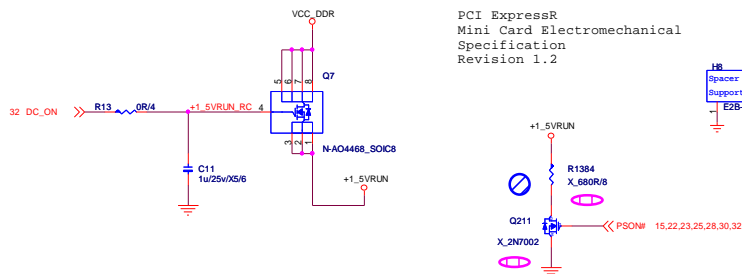 VCC_DDR
5
6
7
8
Q7
32 DC_ON
R13
0R/4
+1_5VRUN_RC
4
3
2
1
N-AO4468_SOIC8
C11
1u/25v/X5/6
+1_5VRUN
PCI ExpressR
Mini Card Electromechanical
Specification
Revision 1.2
H8
Spacer
Support
E2B-
1
+1_5VRUN
R1384
X_680R/8
Q211
X_2N7002
PSON# 15,22,23,25,28,30,32